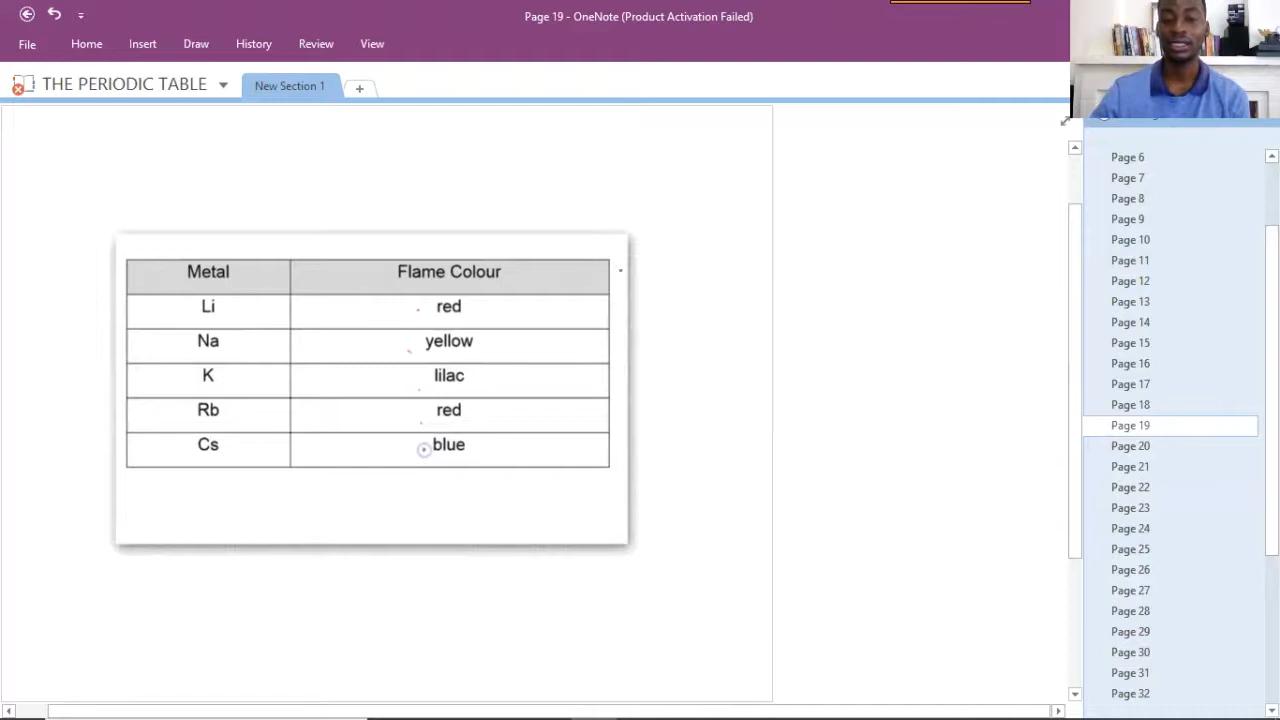 Page 19 - OneNote (Product Activation Failed)
File Home Insert Draw History Review View
THE PERIODIC TABLE New Section 1
Metal Flame Colour
Li red
Na yellow
K lilac
Rb red
Cs blue
Page 6
Page 7
Page 8
Page 9
Page 10
Page 11
Page 12
Page 13
Page 14
Page 15
Page 16
Page 17
Page 18
Page 19
Page 20
Page 21
Page 22
Page 23
Page 24
Page 25
Page 26
Page 27
Page 28
Page 29
Page 30
Page 31
Page 32